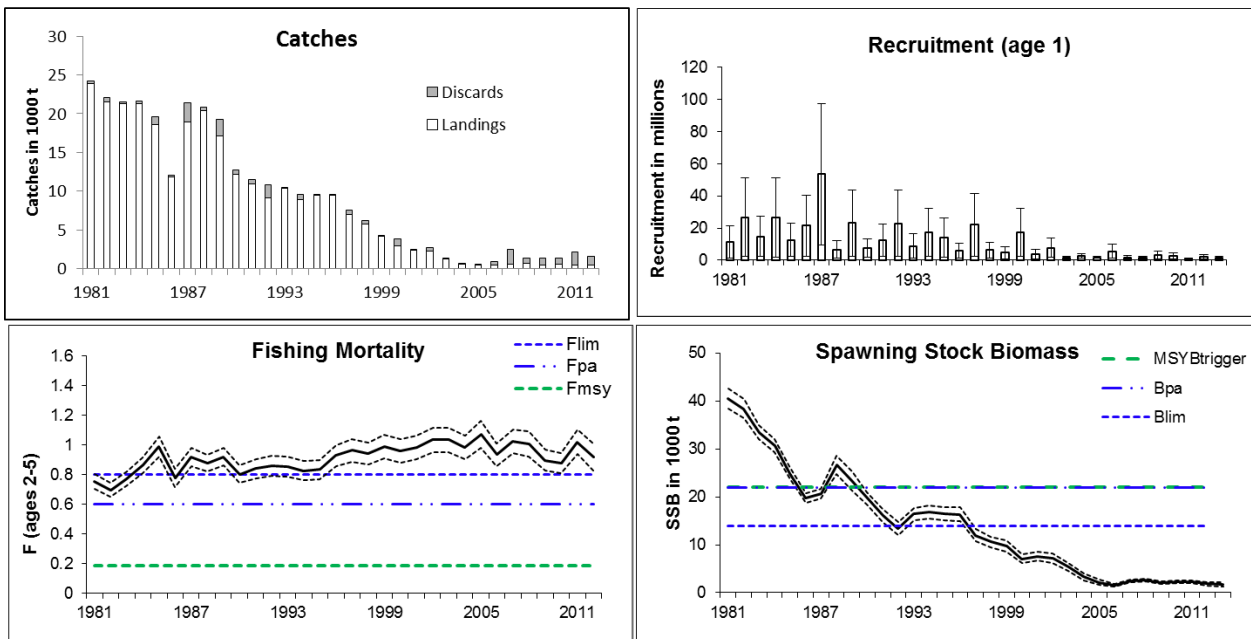 Catches
Catches in 1000 t
30
25
20
15
10
5
0
Discards
Landings
1981 1987 1993 1999 2005 2011
Recruitment (age 1)
Recruitment in millions
120
100
80
60
40
20
0
1981 1987 1993 1999 2005 2011
Fishing Mortality
F (ages 2-5)
1.6
1.4
1.2
1
0.8
0.6
0.4
0.2
0
Flim
Fpa
Fmsy
1981 1987 1993 1999 2005 2011
Spawning Stock Biomass
SSB in 1000 t
50
40
30
20
10
0
MSYBtrigger
Bpa
Blim
1981 1987 1993 1999 2005 2011